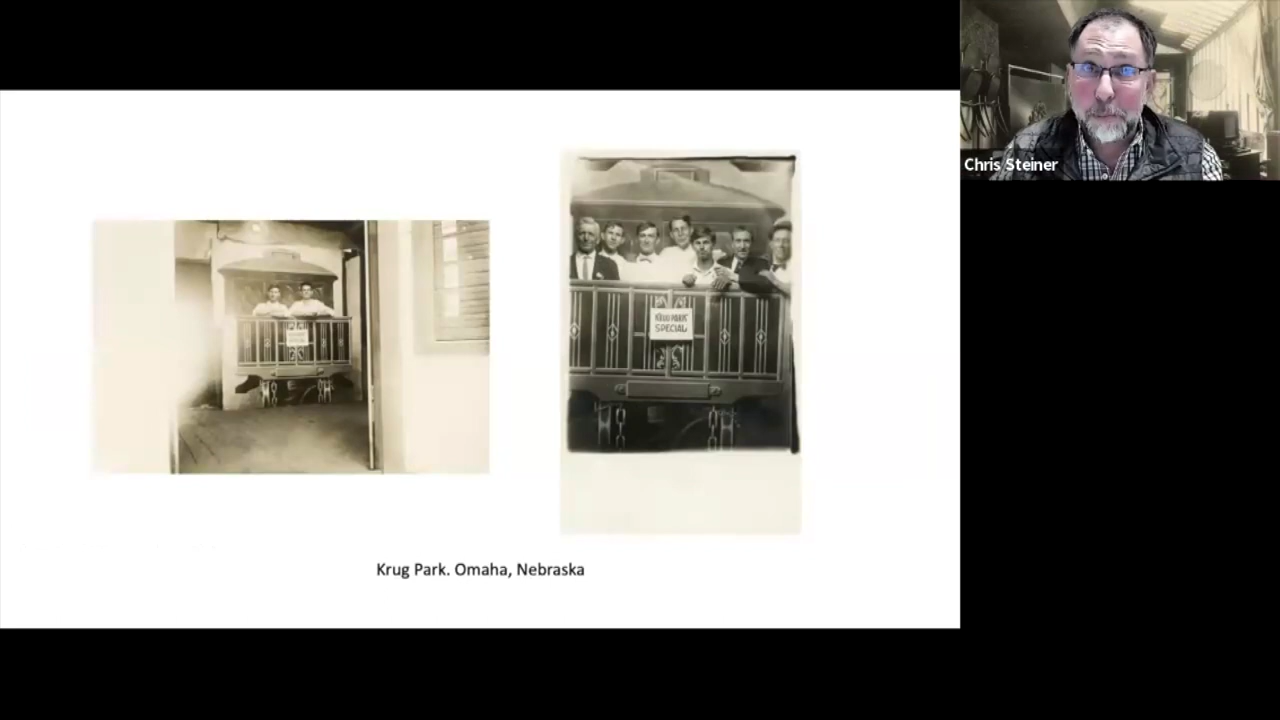 Chris Steiner
KRUG PARK
SPECIAL
Krug Park. Omaha, Nebraska